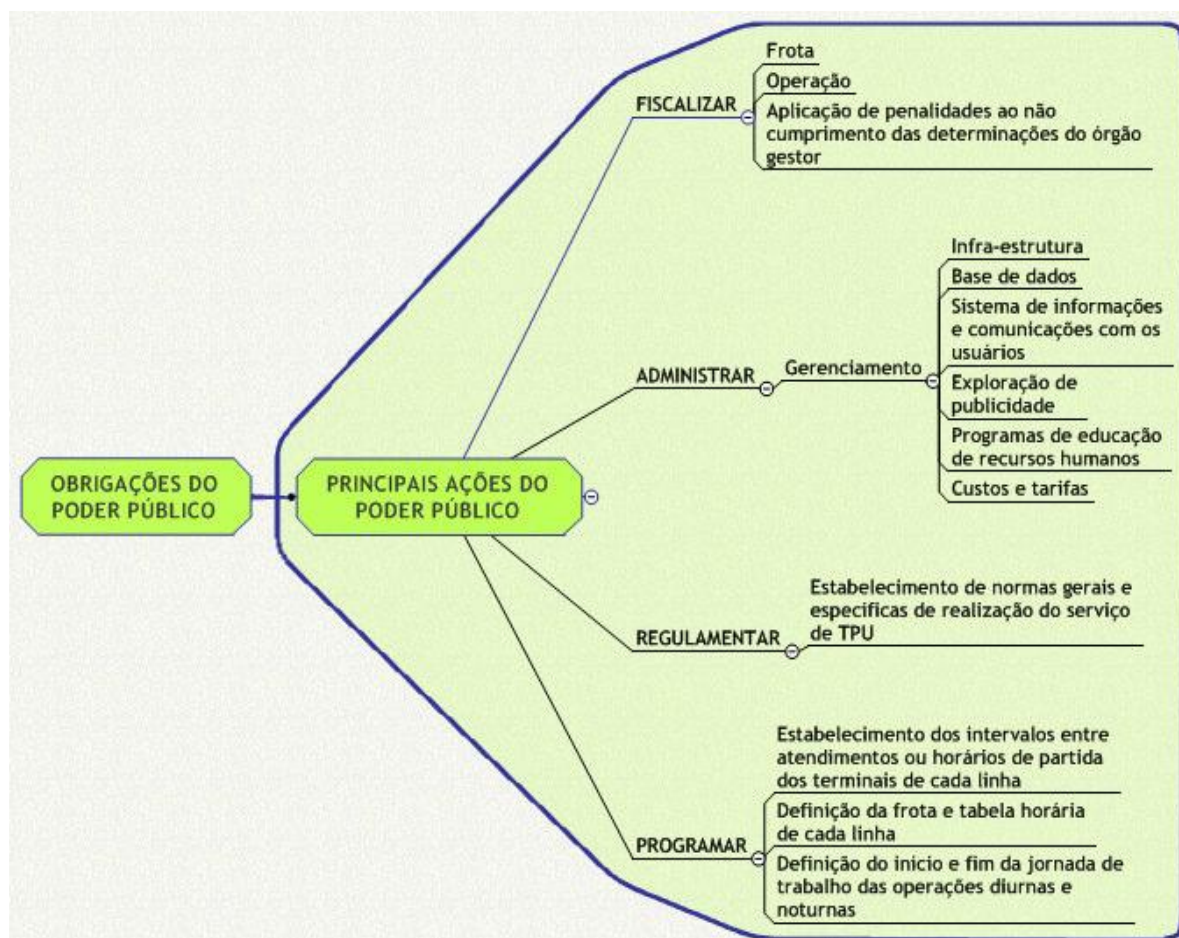 OBRIGAÇÕES DO
PODER PÚBLICO
PRINCIPAIS AÇÕES DO
PODER PÚBLICO
FISCALIZAR
Frota
Operação
Aplicação de penalidades ao não
cumprimento das determinações do órgão
gestor
ADMINISTRAR
Gerenciamento
Infra-estrutura
Base de dados
Sistema de informações
e comunicações com os
usuários
Exploração de
publicidade
Programas de educação
de recursos humanos
Custos e tarifas
REGULAMENTAR
Estabelecimento de normas gerais e
especificas de realização do serviço
de TPU
PROGRAMAR
Estabelecimento dos intervalos entre
atendimentos ou horários de partida
dos terminais de cada linha
Definição da frota e tabela horária
de cada linha
Definição do inicio e fim da jornada de
trabalho das operações diurnas e
noturnas